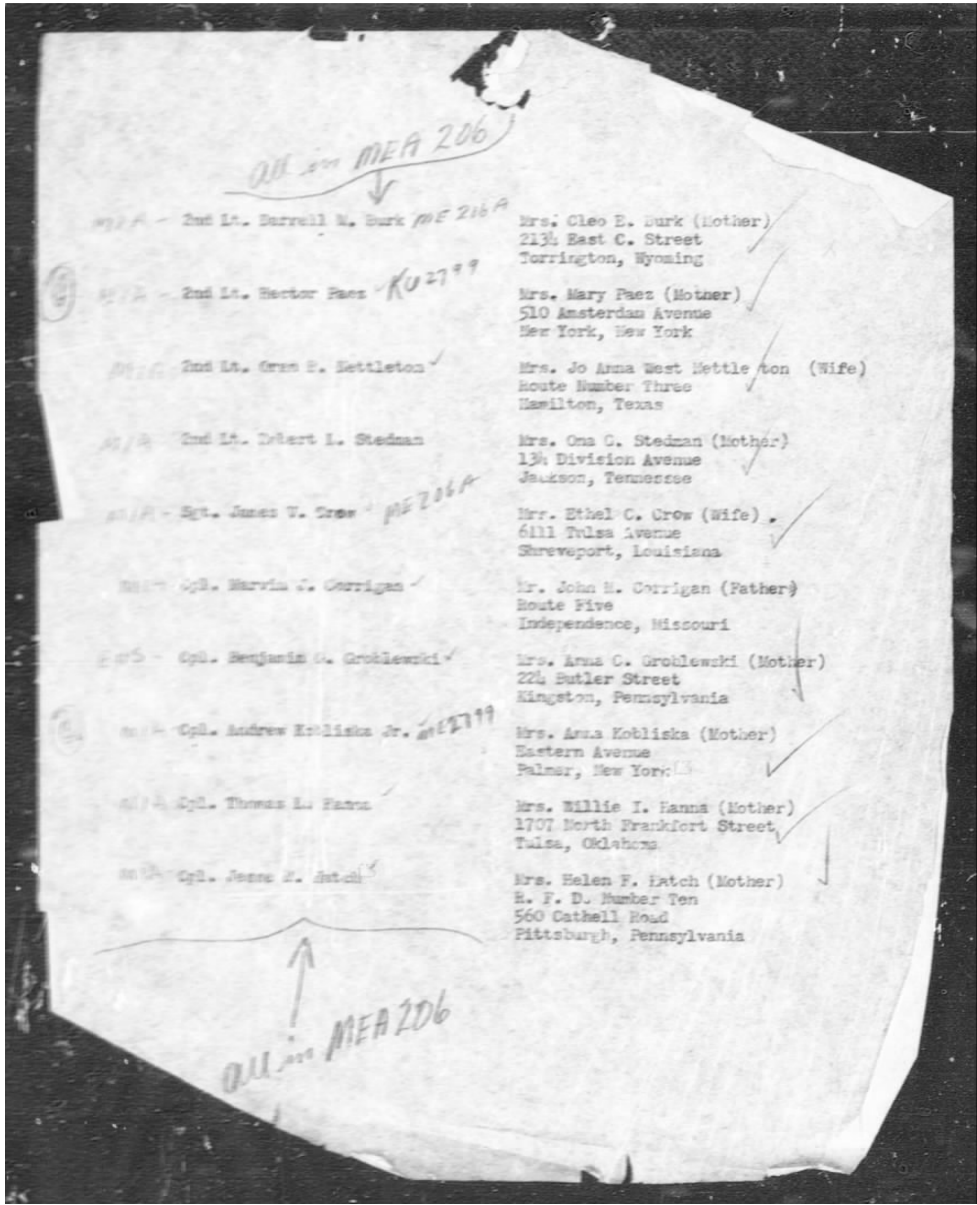 all in MEA 206
M/A - 2nd Lt. Darrell M. Burk ME 206A Mrs. Cleo E. Burk (Mother)
213½ East C. Street
Torrington, Wyoming
2nd Lt. Hector Paez KU2799 Mrs. Mary Paez (Mother)
510 Amsterdam Avenue
New York, New York
2nd Lt. Oran P. Nettleton ✓ Mrs. Jo Anna West Nettleton (Wife)
Route Number Three
Hamilton, Texas
M/A - 2nd Lt. Robert L. Stedman Mrs. Ona C. Stedman (Mother)
Division Avenue
Jackson, Tennessee
M/A - Sgt. James V. Crow - ME206A Mrs. Ethel C. Crow (Wife)
6111 Tulsa Avenue
Shreveport, Louisiana
Cpl. Marvin J. Corrigan ✓ Mr. John H. Corrigan (Father)
Route Five
Independence, Missouri
Cpl. Benjamin Groblewski ✓ Mrs. Anna C. Groblewski (Mother)
Butler Street
Kingston, Pennsylvania
Cpl. Andrew Kobliska Jr. ME2799 Mrs. Anna Kobliska (Mother)
Eastern Avenue
Palmer, New York
Cpl. Thomas L. Hanna ✓ Mrs. Willie I. Hanna (Mother)
1707 North Frankfort Street
Tulsa, Oklahoma
Cpl. Hatch ✓ Mrs. Helen F. Hatch (Mother)
R. F. D. Number Ten
560 Cathell Road
Pittsburgh, Pennsylvania
all in MEA 206